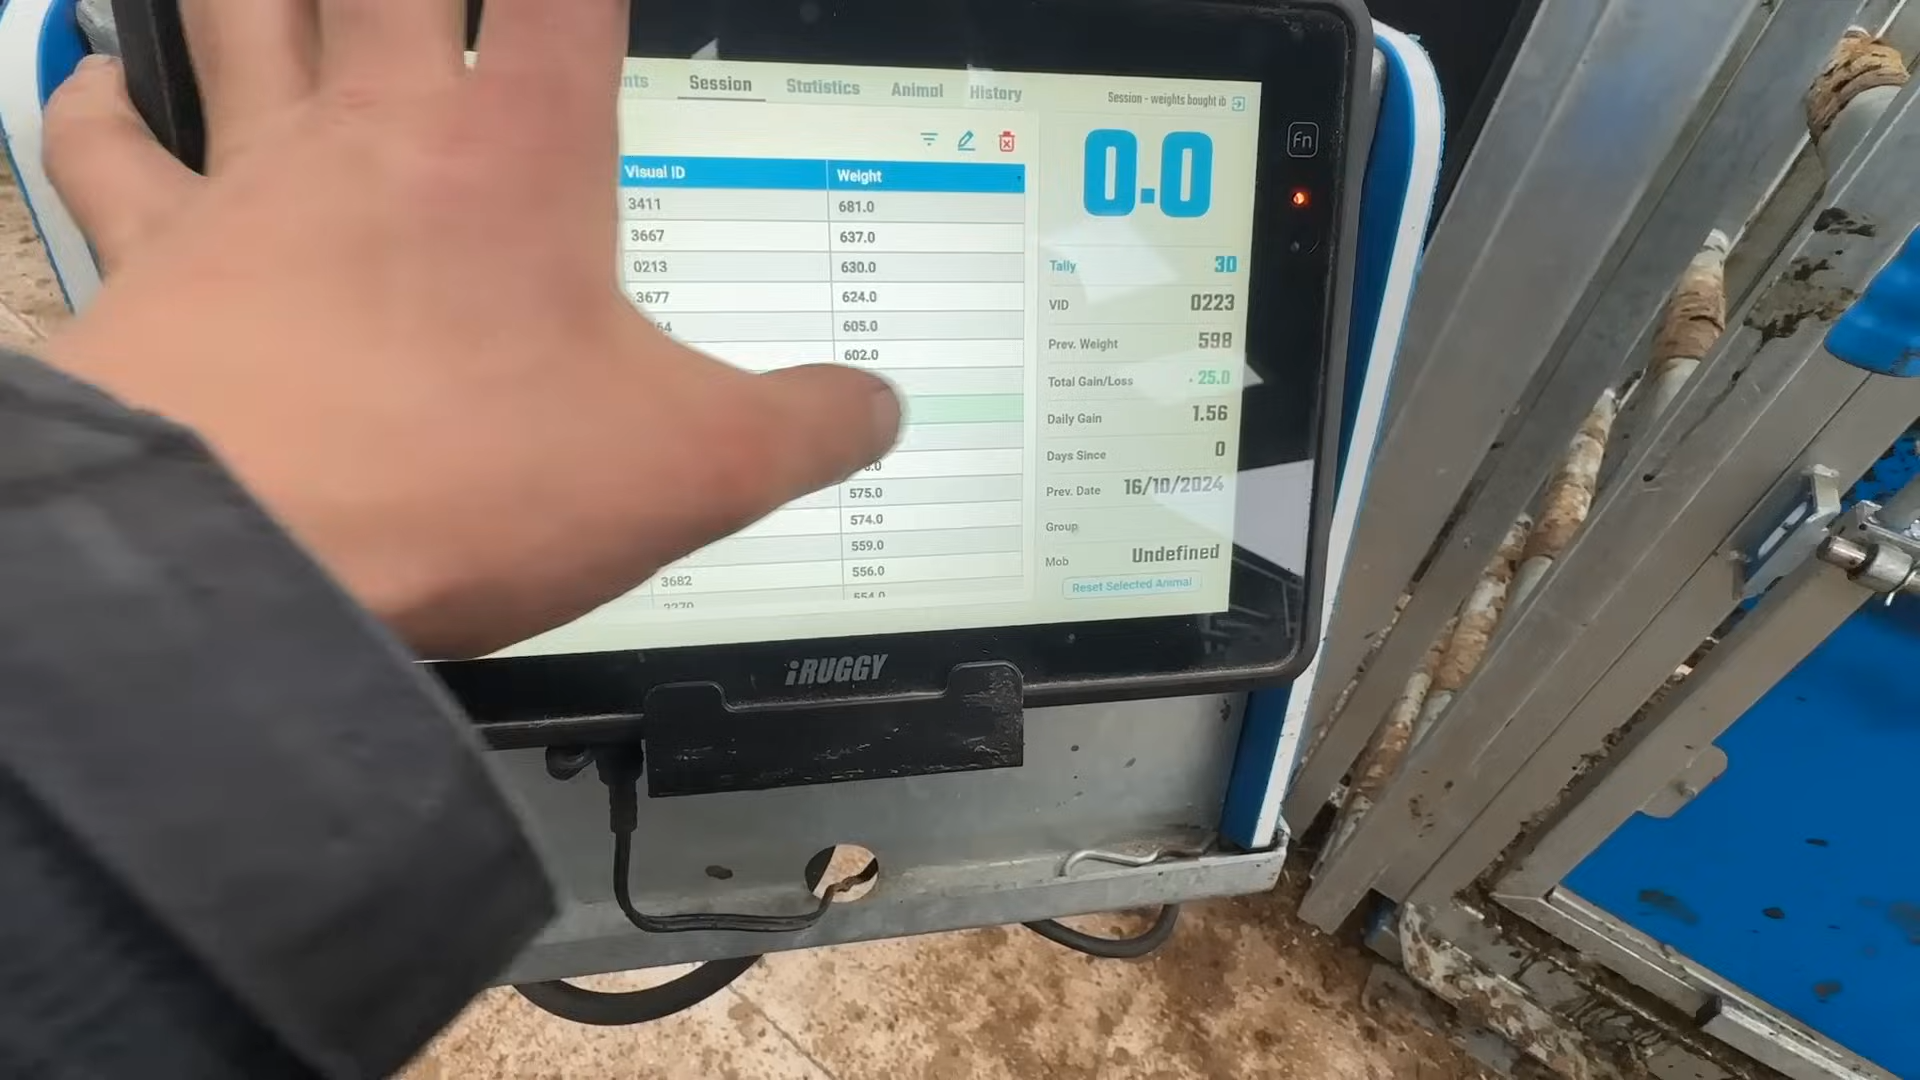 nts Session Statistics Animal History
Session - weights bought ib
Fn
0.0
Visual ID Weight
3411 681.0
3667 637.0
0213 630.0
3677 624.0
64 605.0
602.0
575.0
574.0
559.0
3682 556.0
Tally 30
VID 0223
Prev. Weight 598
Total Gain/Loss 25.0
Daily Gain 1.56
Days Since 0
Prev. Date 16/10/2024
Group
Mob Undefined
Reset Selected Animal
iRUGGY